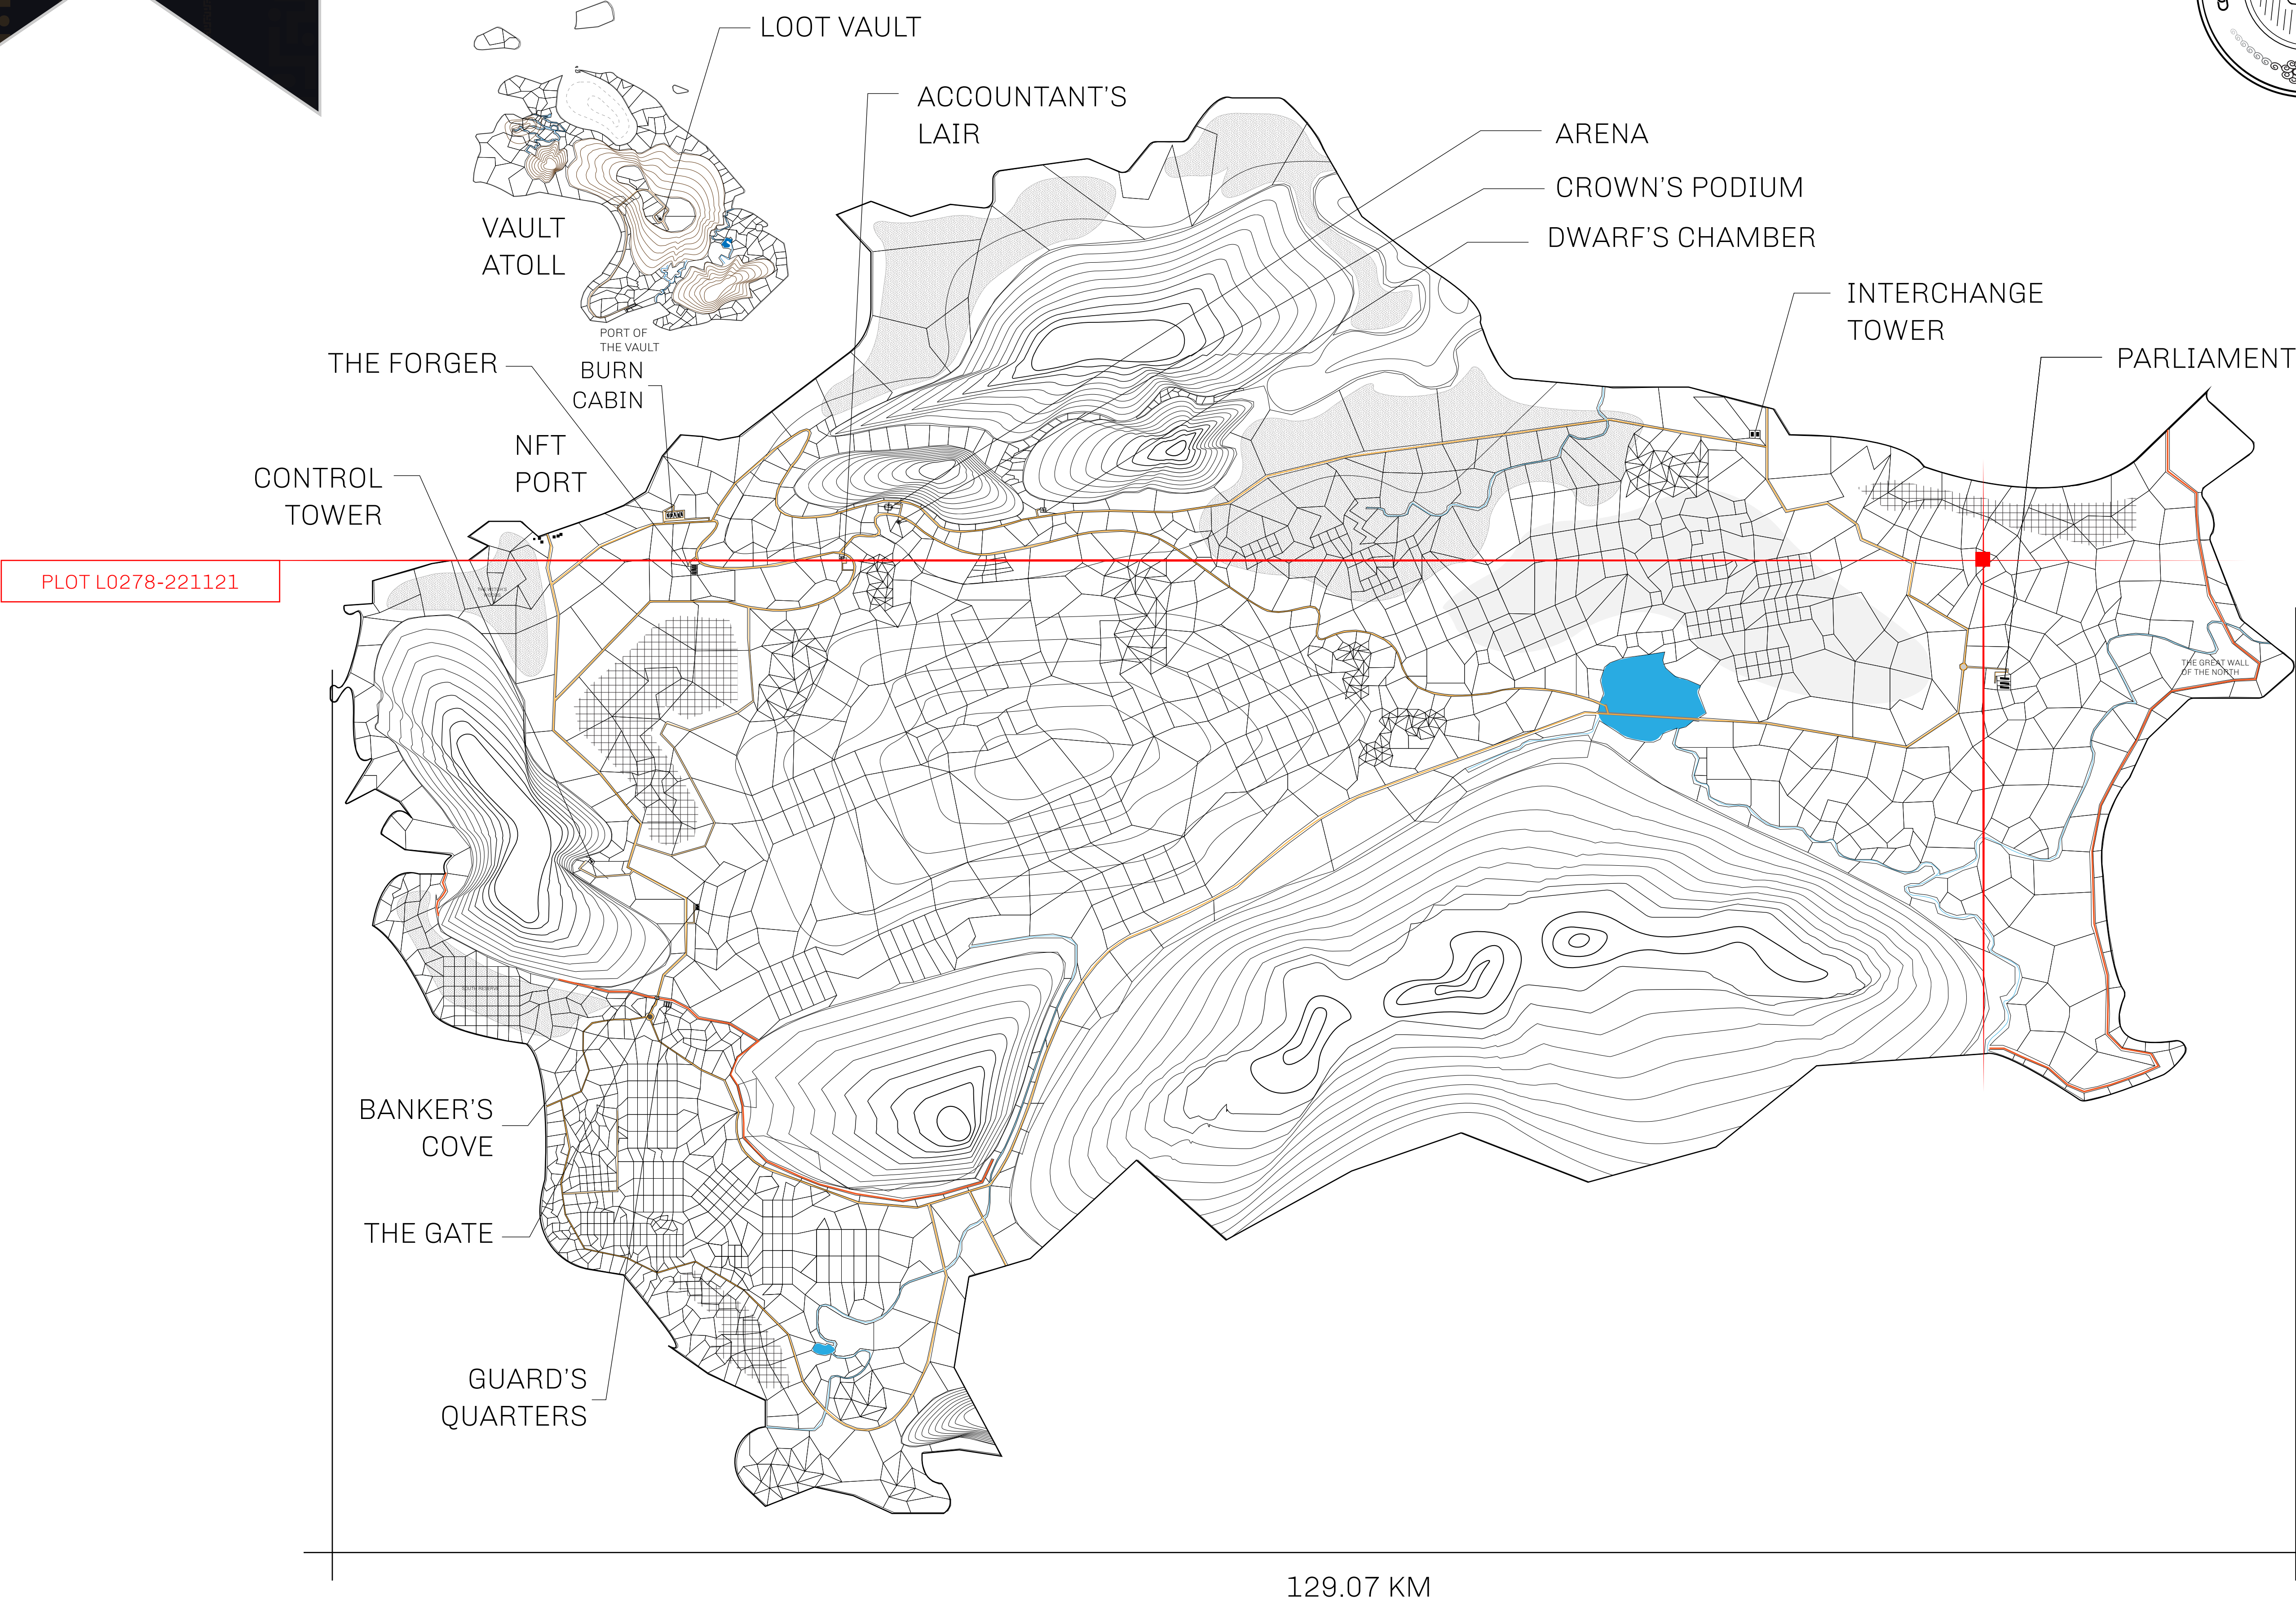 LOOT VAULT
ACCOUNTANT'S
LAIR
ARENA
CROWN'S PODIUM
DWARF'S CHAMBER
VAULT
ATOLL
INTERCHANGE
TOWER
PORT OF
THE VAULT
PARLIAMENT
THE FORGER
BURN
CABIN
NFT
PORT
CONTROL
TOWER
PLOT L0278-221121
THE GREAT WALL
OF THE NORTH
SOUTH RESERVE
BANKER'S
COVE
THE GATE
GUARD'S
QUARTERS
129.07 KM